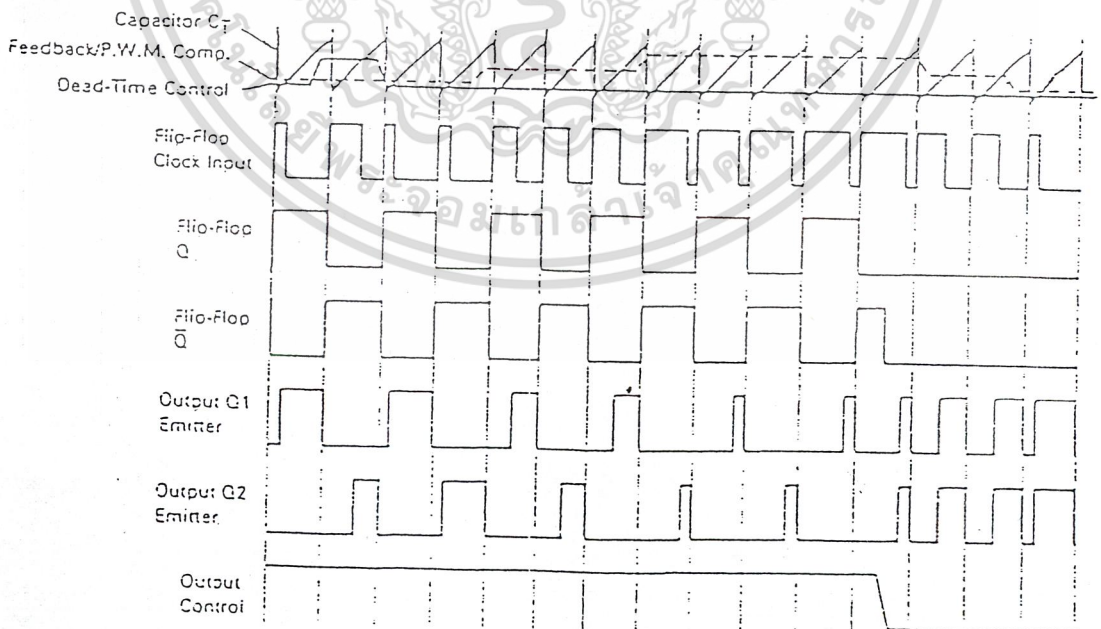 Capacitor CT
Feedback/P.W.M. Comp.
Dead-Time Control
Flip-Flop
Clock Input
Flip-Flop
Q
Flip-Flop
Q̅
Output Q1
Emitter
Output Q2
Emitter
Output
Control